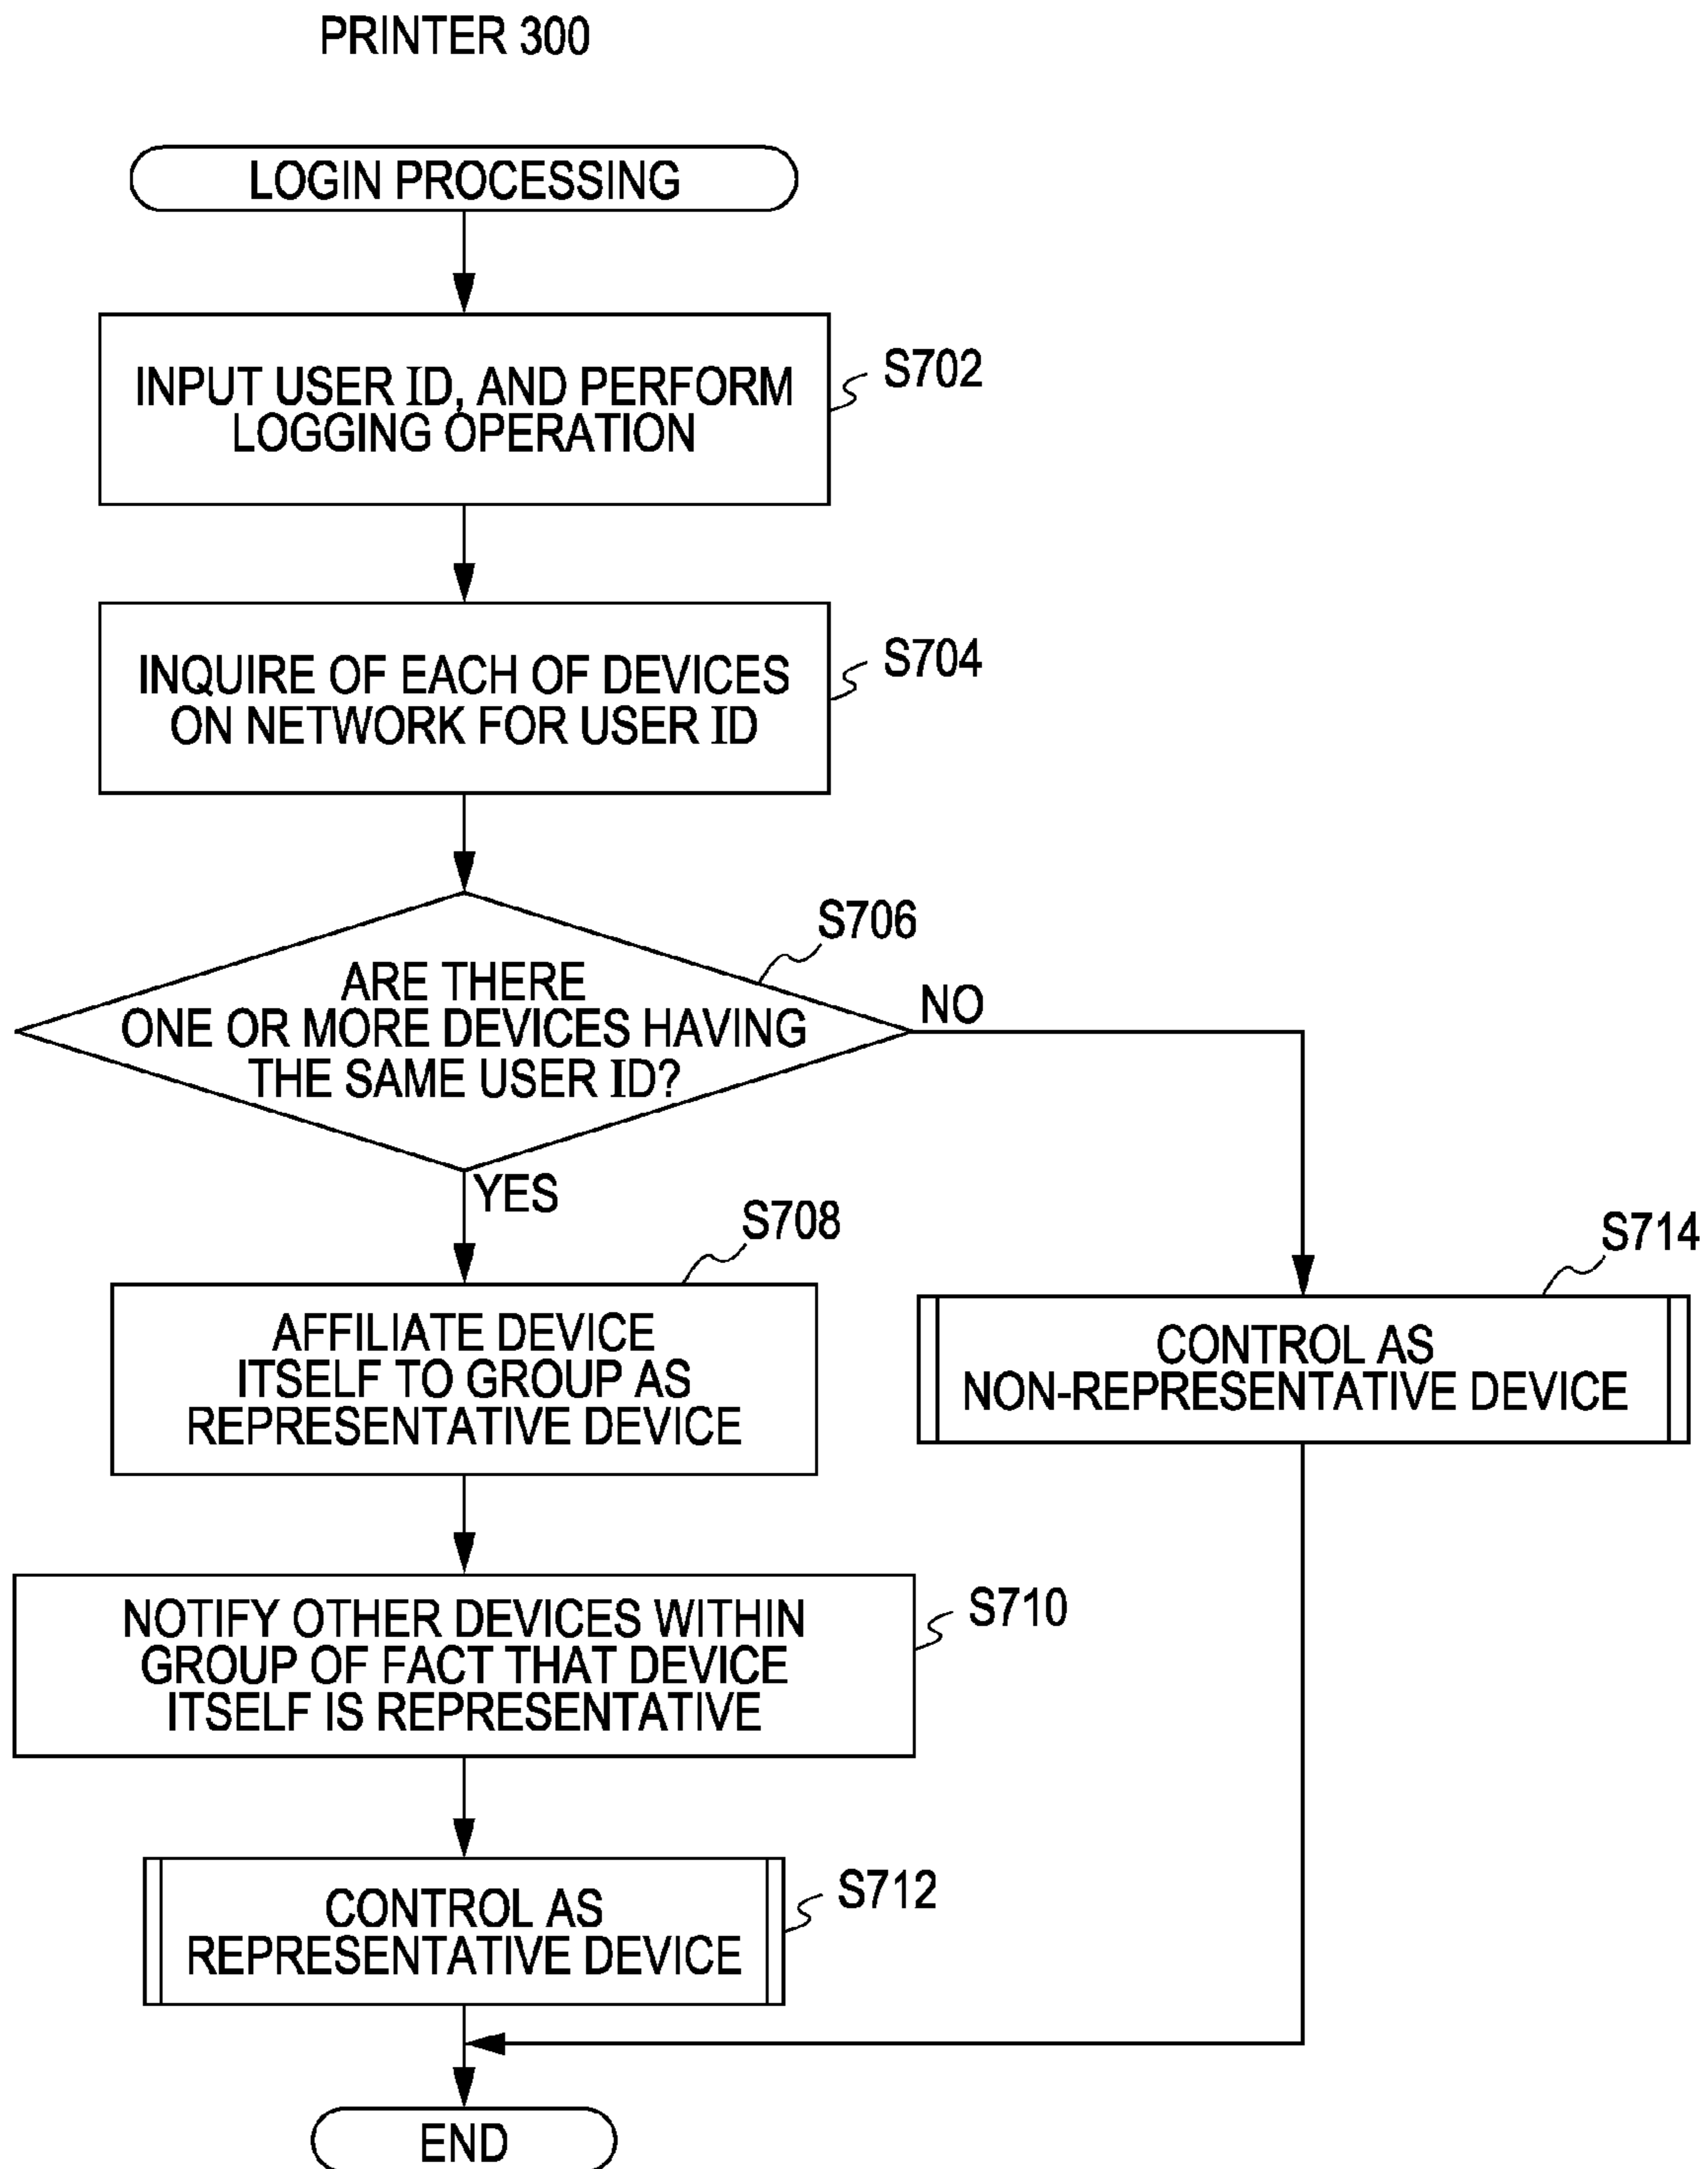 PRINTER 300
LOGIN PROCESSING
INPUT USER ID, AND PERFORM
LOGGING OPERATION
S702
INQUIRE OF EACH OF DEVICES
ON NETWORK FOR USER ID
S704
S706
ARE THERE
ONE OR MORE DEVICES HAVING
THE SAME USER ID?
NO
YES
S708
AFFILIATE DEVICE
ITSELF TO GROUP AS
REPRESENTATIVE DEVICE
S714
CONTROL AS
NON-REPRESENTATIVE DEVICE
NOTIFY OTHER DEVICES WITHIN
GROUP OF FACT THAT DEVICE
ITSELF IS REPRESENTATIVE
S710
CONTROL AS
REPRESENTATIVE DEVICE
S712
END